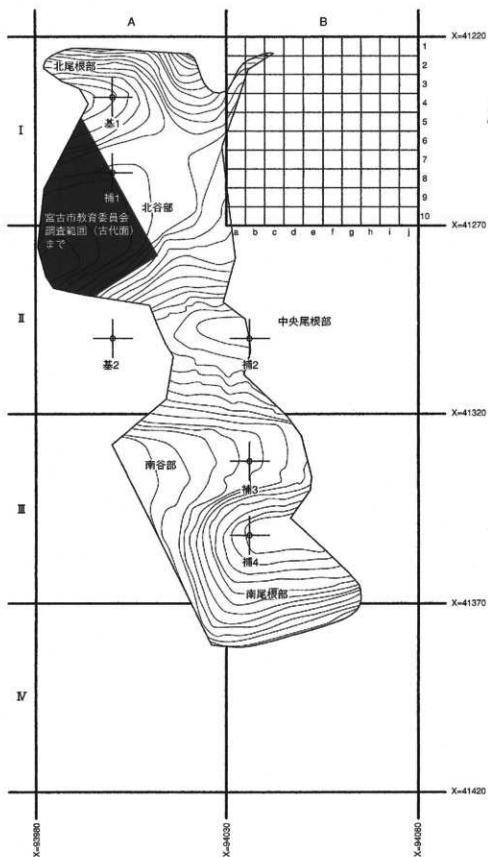 A
B
X=41220
1
2
3
4
5
6
7
8
9
10
a b c d e f g h i j
I
北尾根部
基1
補1
北谷部
宮古市教育委員会
調査範囲（古代面）
まで
X=41270
II
中央尾根部
基2
補2
X=41320
南谷部
補3
III
補4
南尾根部
X=41370
IV
X=41420
X=-93980
X=-94030
X=-94080